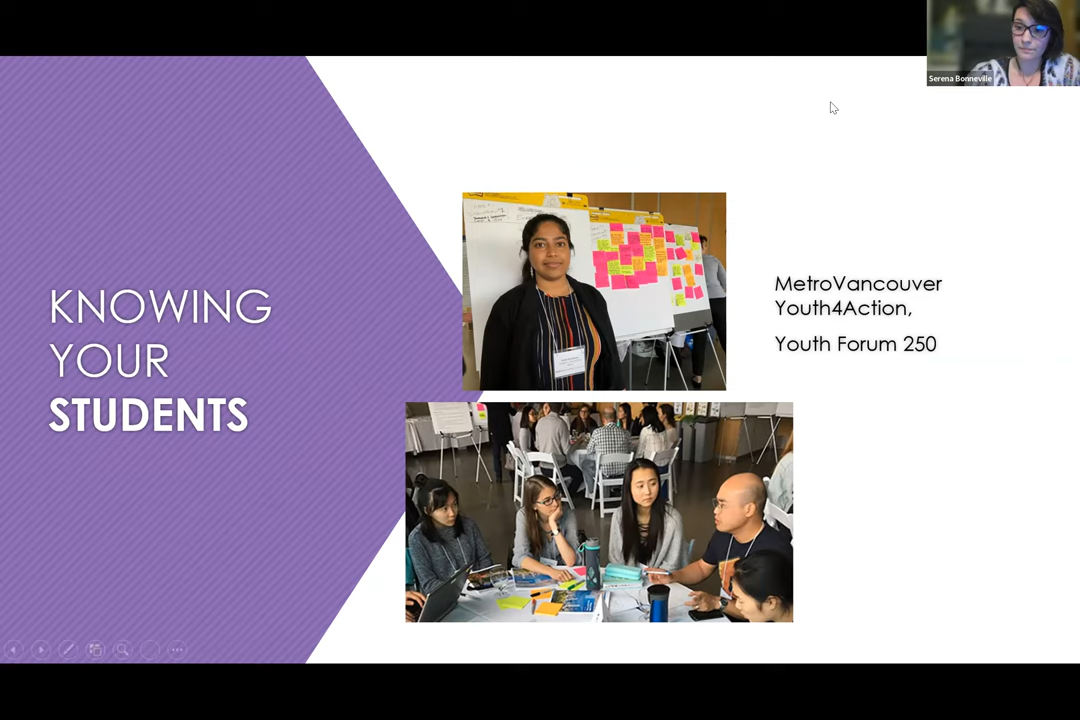 Serena Bonneville
KNOWING
YOUR
STUDENTS
MetroVancouver
Youth4Action,
Youth Forum 250